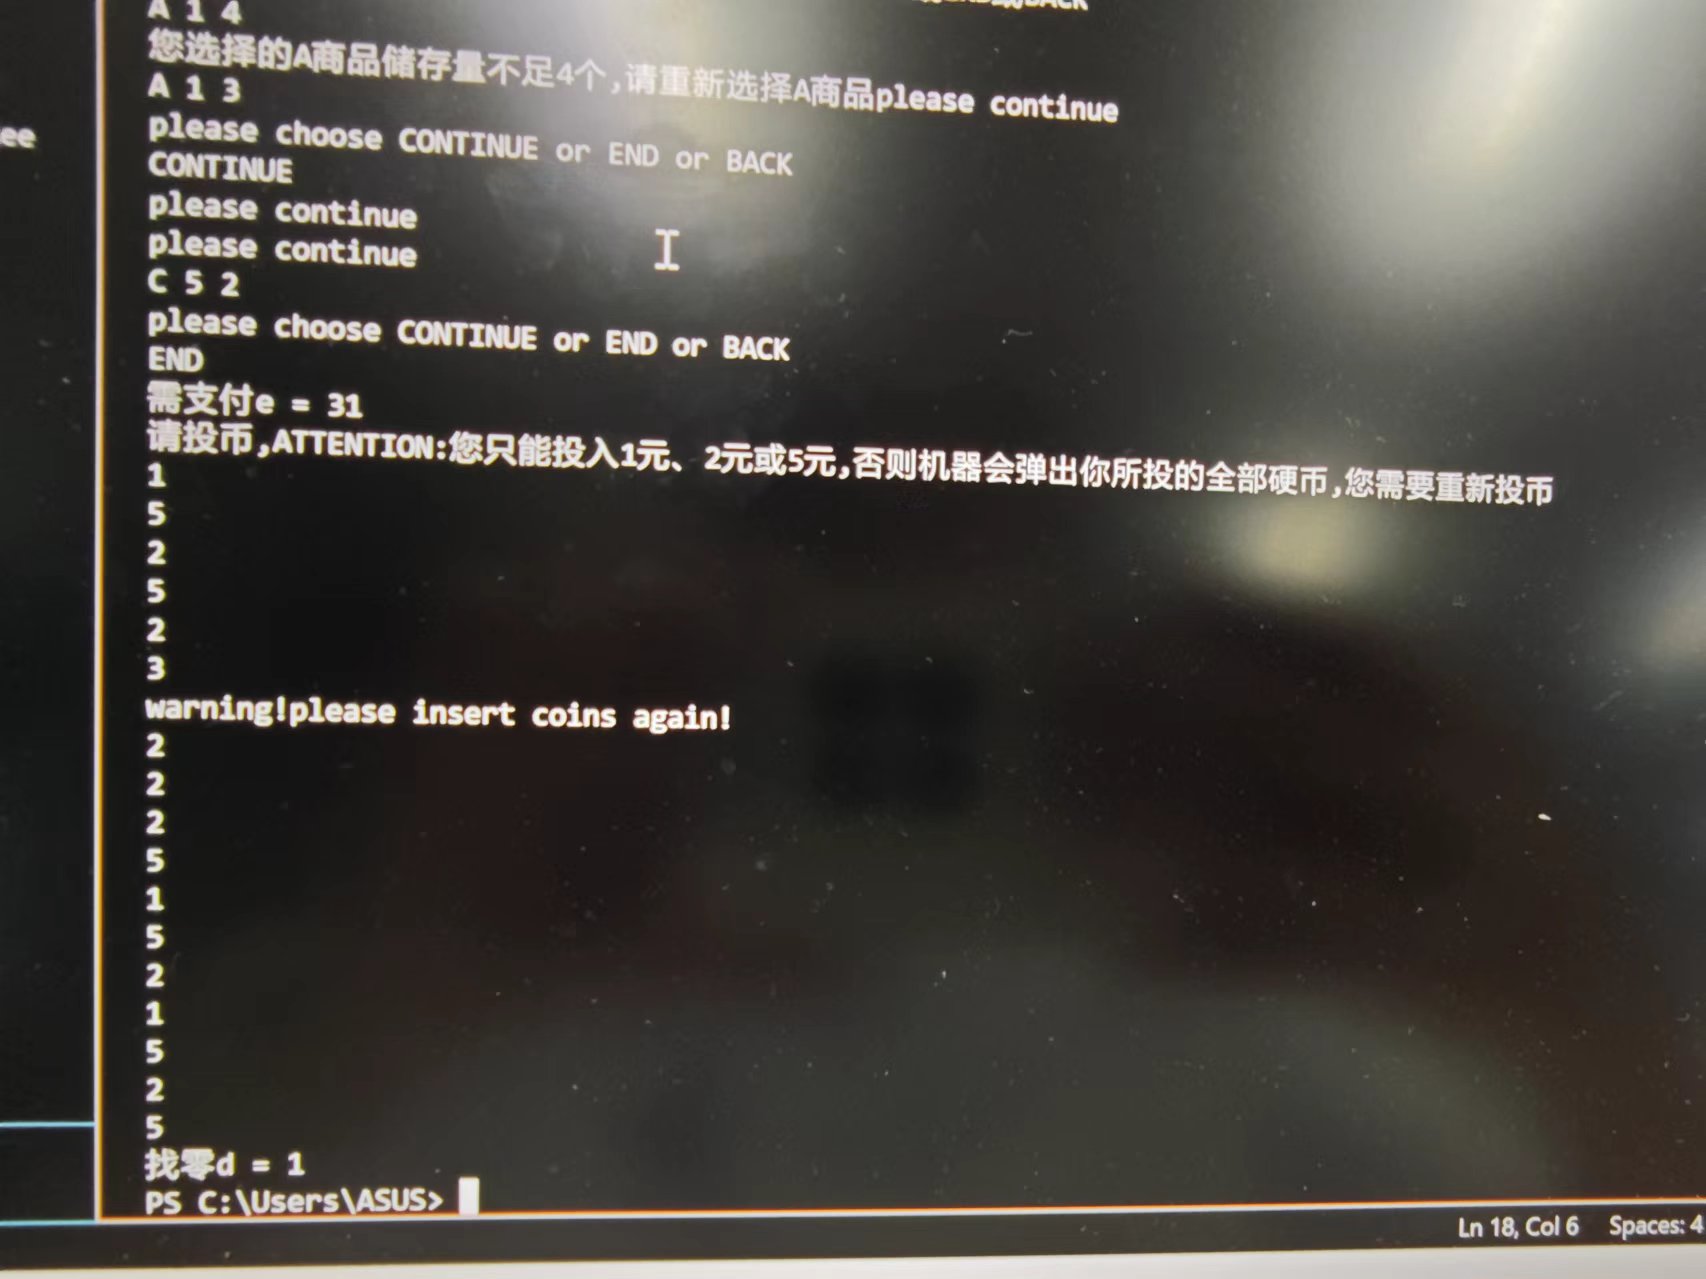 A 1 4
您选择的A商品储存量不足4个,请重新选择A商品please continue
A 1 3
please choose CONTINUE or END or BACK
CONTINUE
please continue
please continue
C 5 2
please choose CONTINUE or END or BACK
END
需支付e = 31
请投币,ATTENTION:您只能投入1元、2元或5元,否则机器会弹出你所投的全部硬币,您需要重新投币
1
5
2
5
2
3
warning!please insert coins again!
2
2
2
5
1
5
2
1
5
2
5
找零d = 1
PS C:\Users\ASUS>
Ln 18, Col 6 Spaces: 4